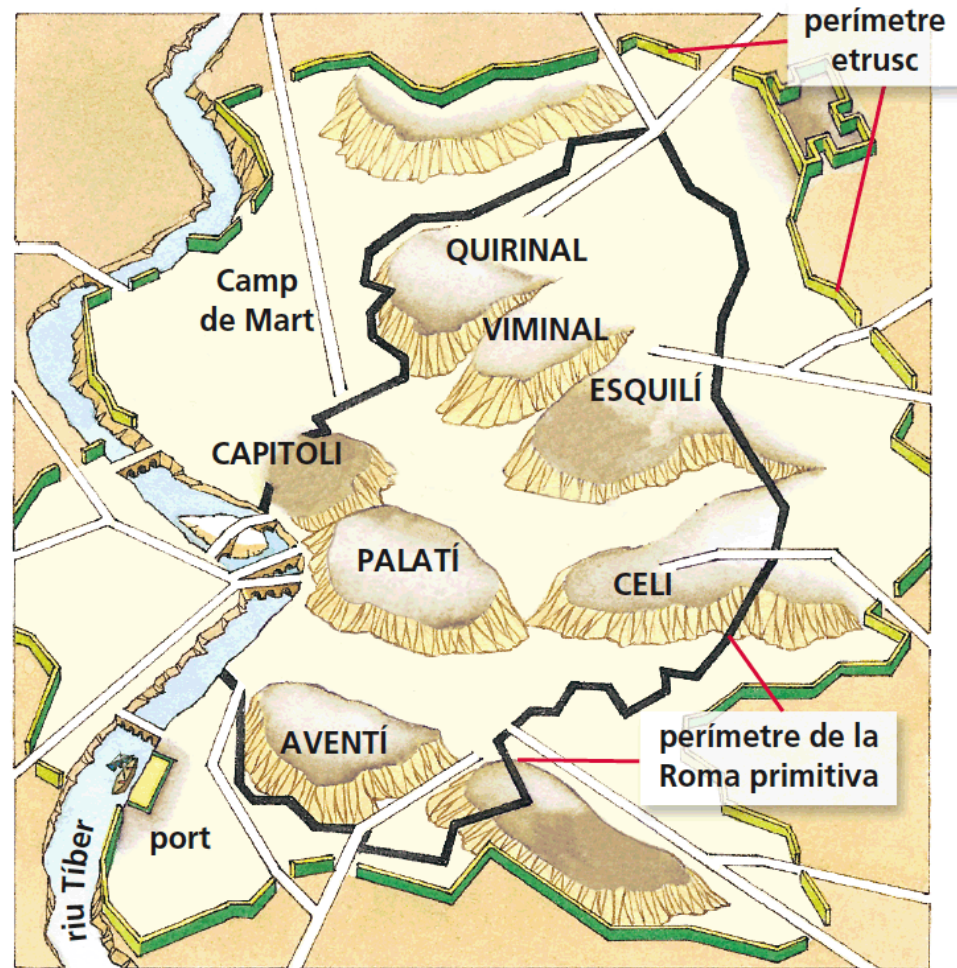 perímetre
etrusc
QUIRINAL
Camp
de Mart
VIMINAL
ESQUILÍ
CAPITOLI
PALATÍ
CELI
AVENTÍ
perímetre de la
Roma primitiva
port
riu Tíber